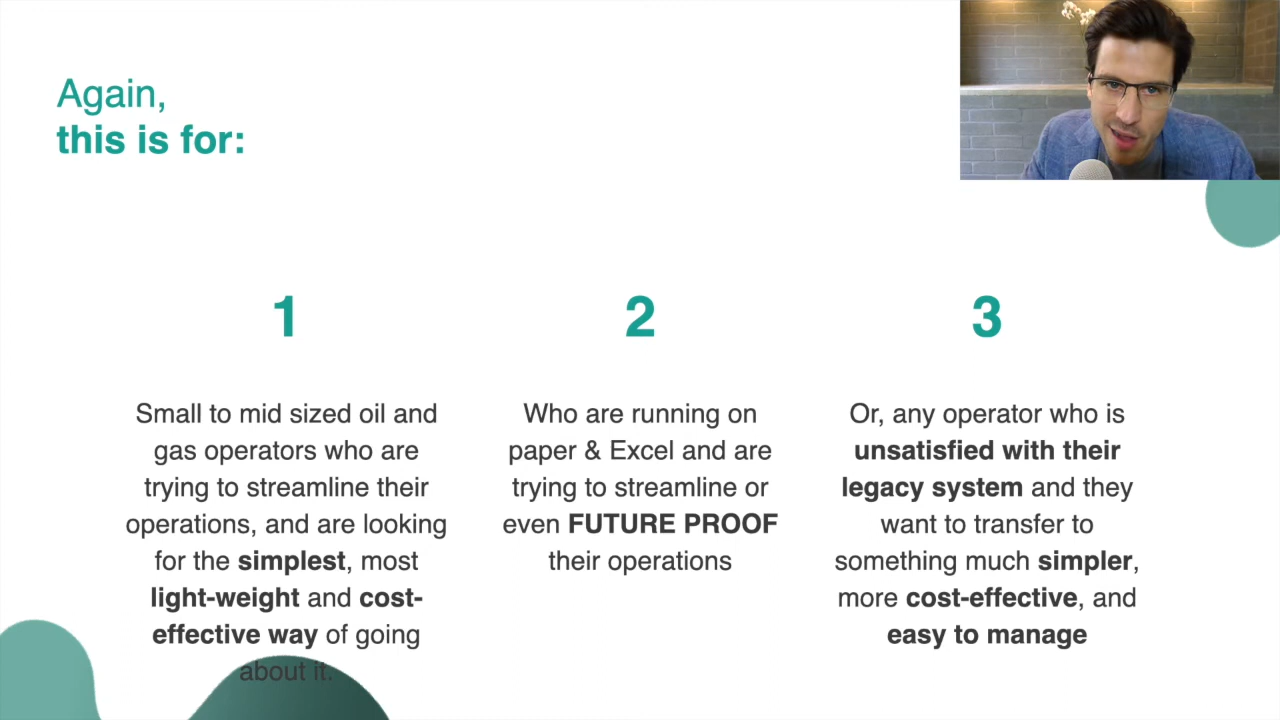 Again,
this is for:
1
Small to mid sized oil and
gas operators who are
trying to streamline their
operations, and are looking
for the simplest, most
light-weight and cost-
effective way of going
about it.
2
Who are running on
paper & Excel and are
trying to streamline or
even FUTURE PROOF
their operations
3
Or, any operator who is
unsatisfied with their
legacy system and they
want to transfer to
something much simpler,
more cost-effective, and
easy to manage